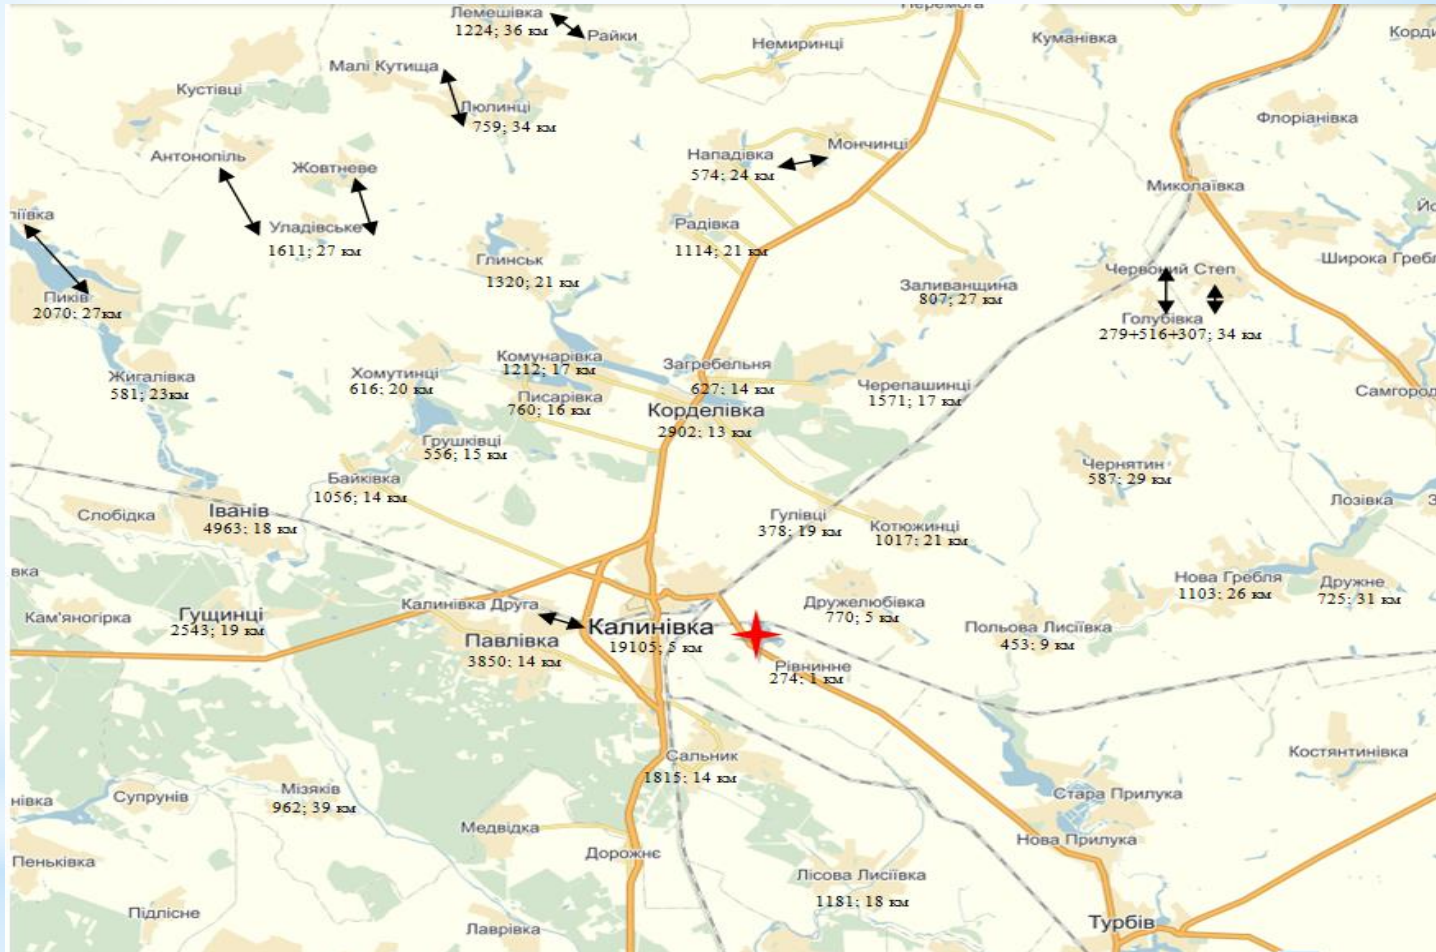 Лемешівка
1224; 36 км
Райки
Перемога
Немиринці
Куманівка
Малі Кутища
Кустівці
Люлинці
759; 34 км
Флоріанівка
Антонопіль
Жовтневе
Нападівка
574; 24 км
Мончинці
Миколаївка
Уладівське
1611; 27 км
Радівка
1114; 21 км
Глинськ
1320; 21 км
Заливанщина
807; 27 км
Червоний Степ
Широка Гребл
Голубівка
279+516+307; 34 км
Пиків
2070; 27км
Жигалівка
581; 23км
Хомутинці
616; 20 км
Комунарівка
1212; 17 км
Писарівка
760; 16 км
Загребельня
627; 14 км
Корделівка
2902; 13 км
Черепашинці
1571; 17 км
Самгород
Грушківці
556; 15 км
Байківка
1056; 14 км
Чернятин
587; 29 км
Лозівка
Слобідка
Іванів
4963; 18 км
Гулівці
378; 19 км
Котюжинці
1017; 21 км
вка
Нова Гребля
1103; 26 км
Дружне
725; 31 км
Кам'яногірка
Гущинці
2543; 19 км
Калинівка Друга
Павлівка
3850; 14 км
Калинівка
19105; 5 км
Дружелюбівка
770; 5 км
Польова Лисіївка
453; 9 км
Рівнинне
274; 1 км
Сальник
1815; 14 км
Костянтинівка
нівка
Супрунів
Мізяків
962; 39 км
Стара Прилука
Медвідка
Нова Прилука
Дорожнє
Пеньківка
Лісова Лисіївка
1181; 18 км
Підлісне
Лаврівка
Турбів